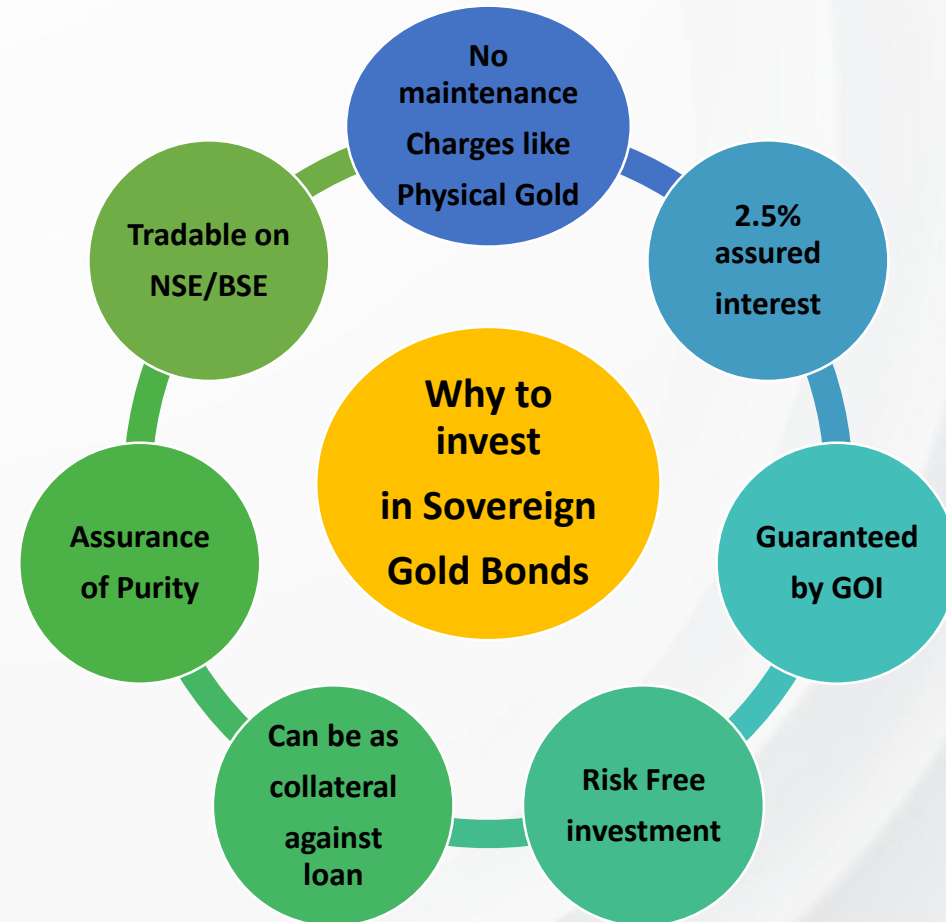 No
maintenance
Charges like
Physical Gold
2.5%
assured
interest
Guaranteed
by GOI
Risk Free
investment
Can be as
collateral
against
loan
Assurance
of Purity
Tradable on
NSE/BSE
Why to
invest
in Sovereign
Gold Bonds